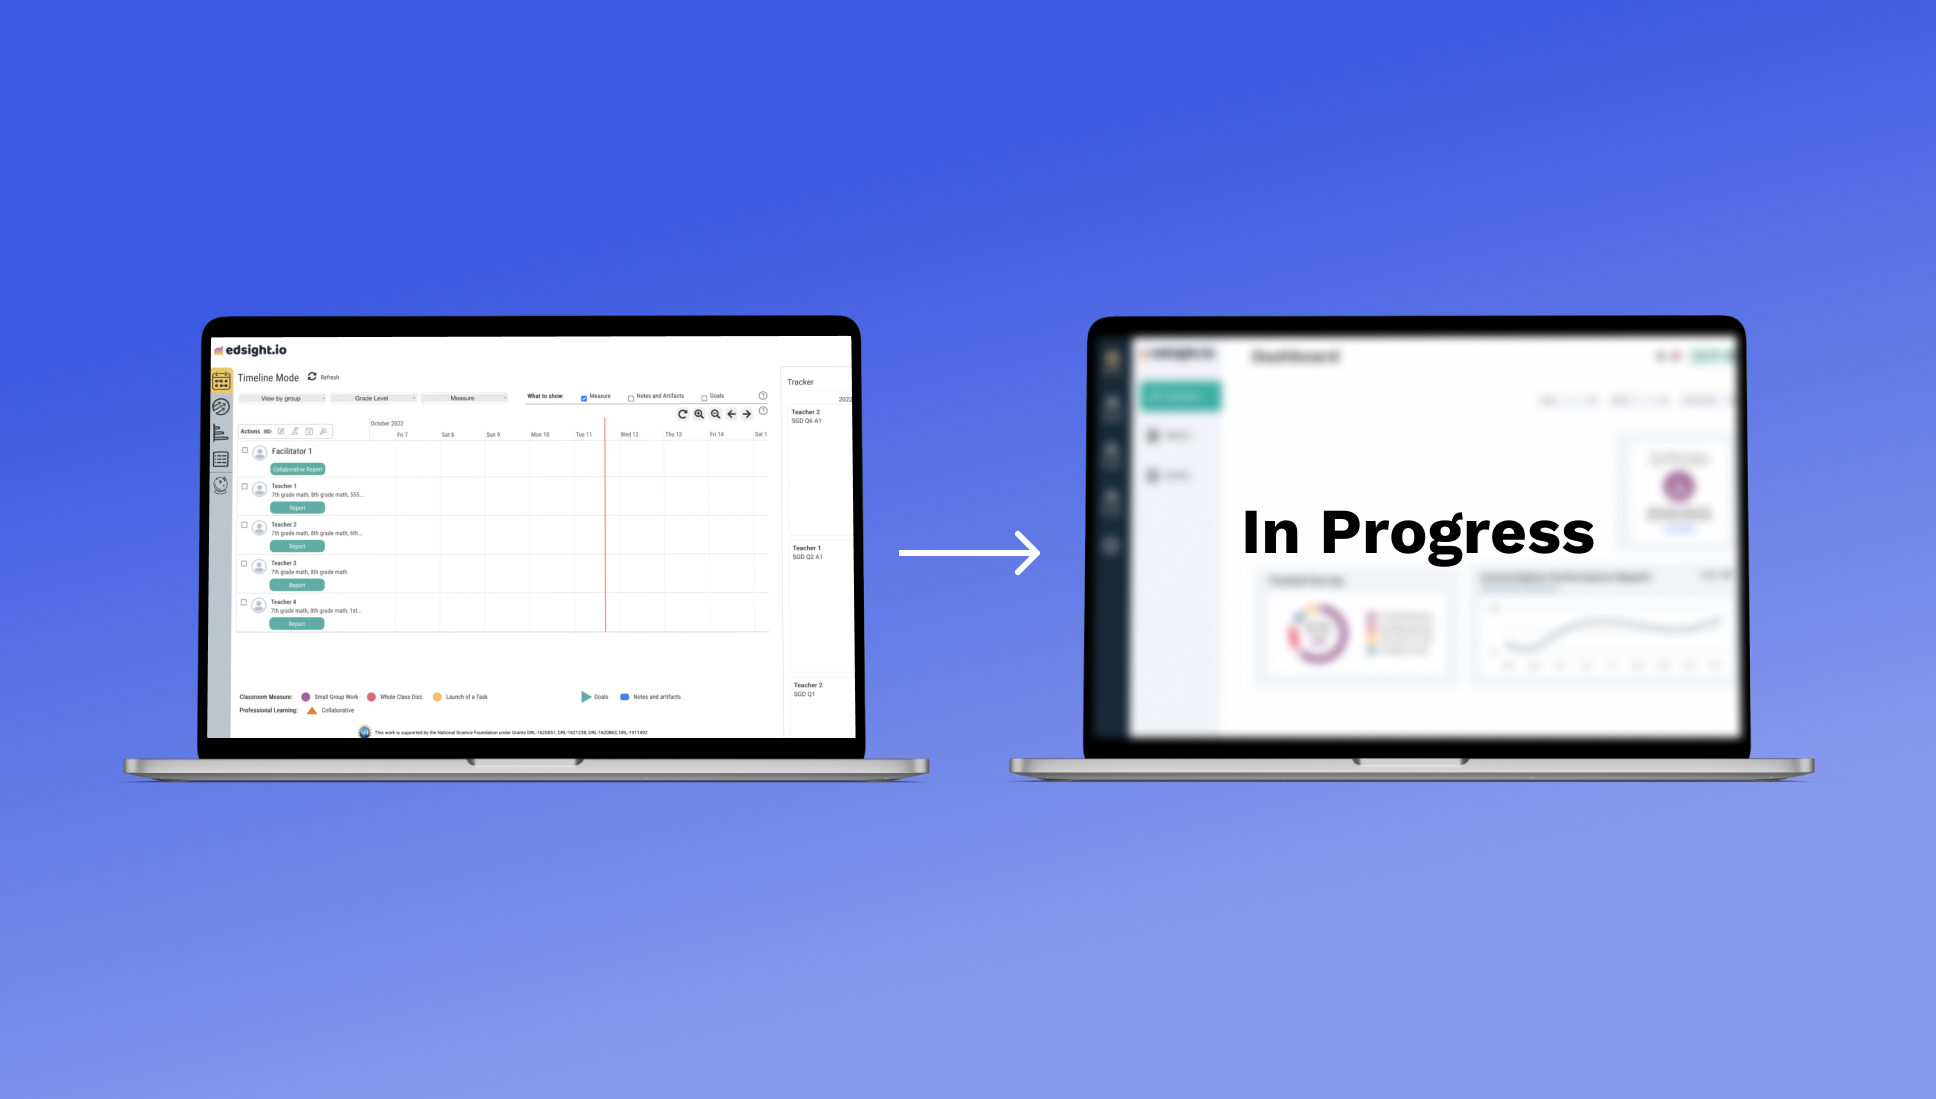 edsight.io
Timeline Mode Refresh
View by group Grade Level Measure What to show: Measure Notes and Artifacts Goals
October 2022
Actions Fri 7 Sat 8 Sun 9 Mon 10 Tue 11 Wed 12 Thu 13 Fri 14 Sat 1
Facilitator 1
Collaborative Report
Teacher 1
7th grade math, 8th grade math, 555...
Report
Teacher 2
7th grade math, 8th grade math, 6th...
Report
Teacher 3
7th grade math, 8th grade math
Report
Teacher 4
7th grade math, 8th grade math, 1st...
Report
Classroom Measure: Small Group Work Whole Class Disc. Launch of a Task Goals Notes and artifacts
Professional Learning: Collaborative
This work is supported by the National Science Foundation under Grants DRL-1620851, DRL-1621238, DRL-1620863, DRL-1911492
Tracker
2022
Teacher 2
SGD Q6 A1
Teacher 1
SGD Q2 A1
Teacher 2
SGD Q1
edsight.io
Dashboard
In Progress